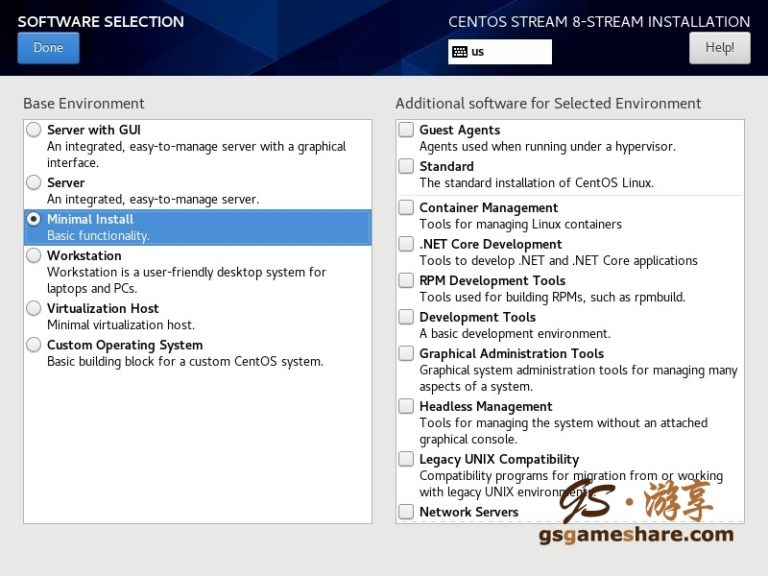 SOFTWARE SELECTION
CENTOS STREAM 8-STREAM INSTALLATION
Done
us
Help!
Base Environment
Server with GUI
An integrated, easy-to-manage server with a graphical
interface.
Server
An integrated, easy-to-manage server.
Minimal Install
Basic functionality.
Workstation
Workstation is a user-friendly desktop system for
laptops and PCs.
Virtualization Host
Minimal virtualization host.
Custom Operating System
Basic building block for a custom CentOS system.
Additional software for Selected Environment
Guest Agents
Agents used when running under a hypervisor.
Standard
The standard installation of CentOS Linux.
Container Management
Tools for managing Linux containers
.NET Core Development
Tools to develop .NET and .NET Core applications
RPM Development Tools
Tools used for building RPMs, such as rpmbuild.
Development Tools
A basic development environment.
Graphical Administration Tools
Graphical system administration tools for managing many
aspects of a system.
Headless Management
Tools for managing the system without an attached
graphical console.
Legacy UNIX Compatibility
Compatibility programs for migration from or working
with legacy UNIX environments.
Network Servers
GS·游享
gsgameshare.com